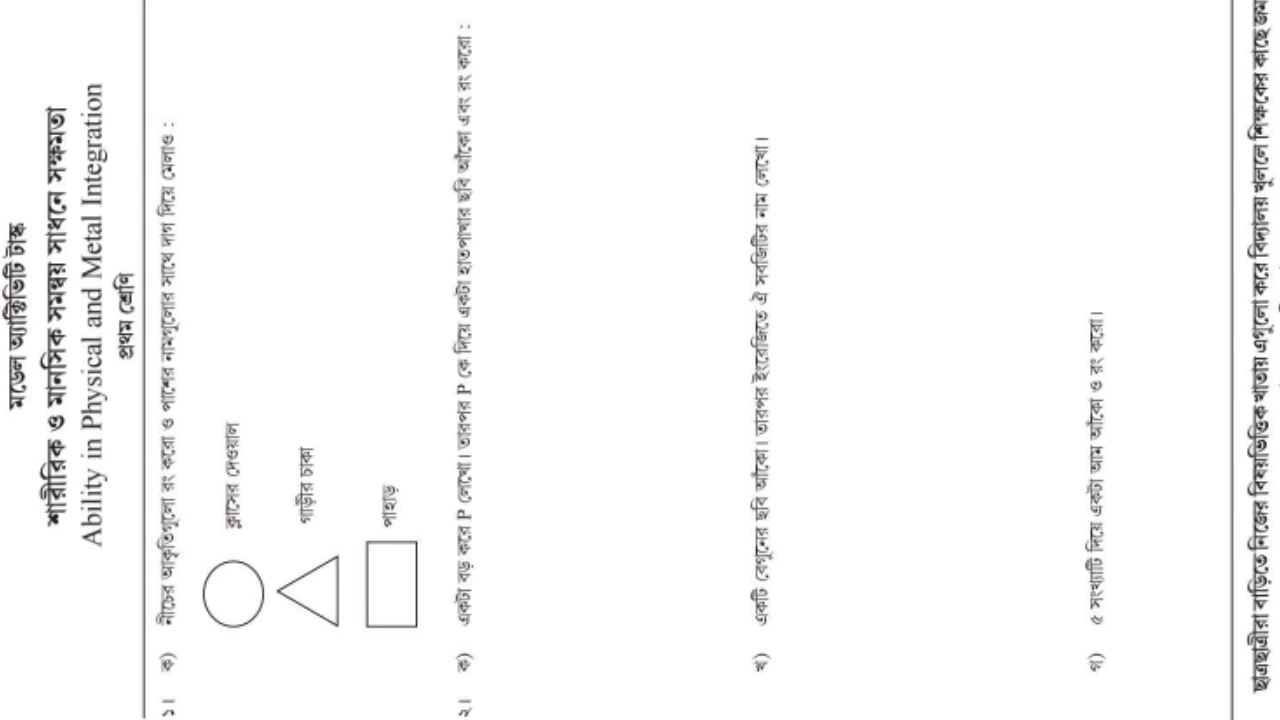 মডেল অ্যাক্টিভিটি টাস্ক
শারীরিক ও মানসিক সমন্বয় সাধনে সক্ষমতা
Ability in Physical and Metal Integration
প্রথম শ্রেণি
১। ক) নীচের আকৃতিগুলো রং করো ও পাশের নামগুলোর সাথে দাগ দিয়ে মেলাও :
ক্লাসের দেওয়াল
গাড়ীর চাকা
পাহাড়
২। ক) একটা বড় করে P লেখো। তারপর P কে দিয়ে একটা হাতপাখার ছবি আঁকো এবং রং করো :
খ) একটি বেগুনের ছবি আঁকো। তারপর ইংরেজিতে ঐ সবজিটির নাম লেখো।
গ) ৫ সংখ্যাটি দিয়ে একটা আম আঁকো ও রং করো।
ছাত্রছাত্রীরা বাড়িতে নিজের বিষয়ভিত্তিক খাতায় এগুলো করে বিদ্যালয় খুললে শিক্ষকের কাছে